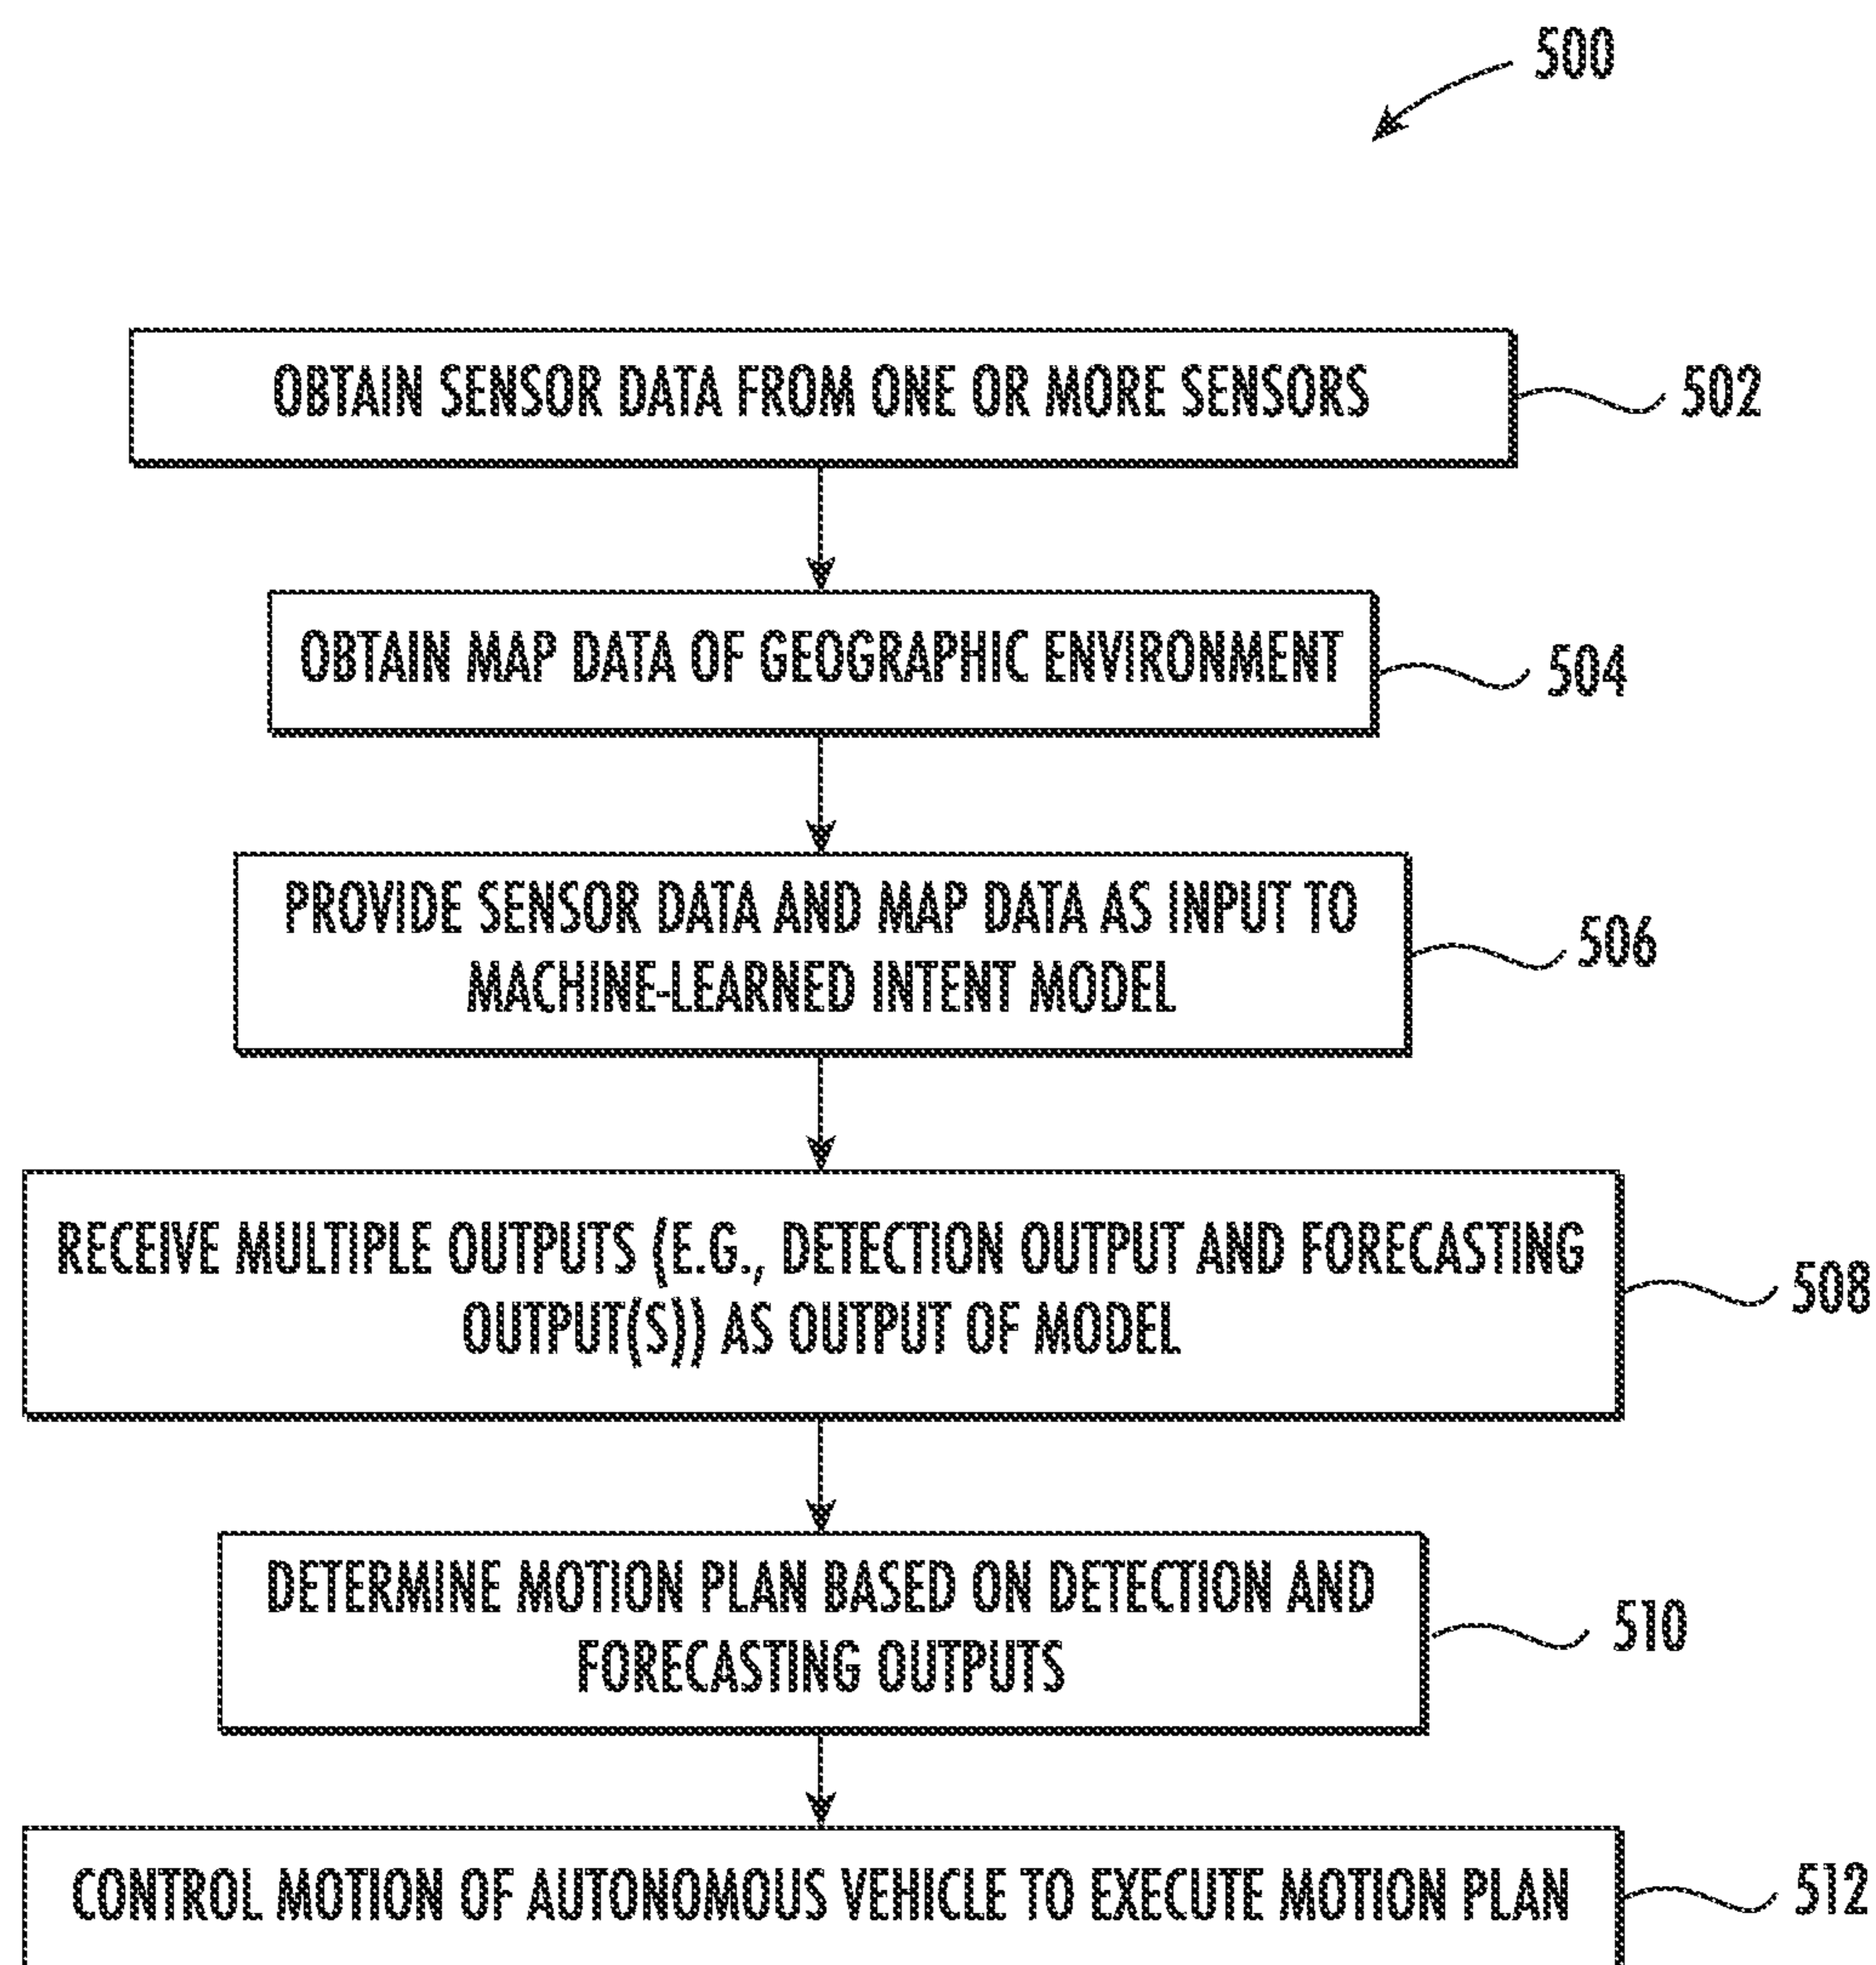 500
OBTAIN SENSOR DATA FROM ONE OR MORE SENSORS
502
OBTAIN MAP DATA OF GEOGRAPHIC ENVIRONMENT
504
PROVIDE SENSOR DATA AND MAP DATA AS INPUT TO
MACHINE-LEARNED INTENT MODEL
506
RECEIVE MULTIPLE OUTPUTS (E.G., DETECTION OUTPUT AND FORECASTING
OUTPUT(S)) AS OUTPUT OF MODEL
508
DETERMINE MOTION PLAN BASED ON DETECTION AND
FORECASTING OUTPUTS
510
CONTROL MOTION OF AUTONOMOUS VEHICLE TO EXECUTE MOTION PLAN
512